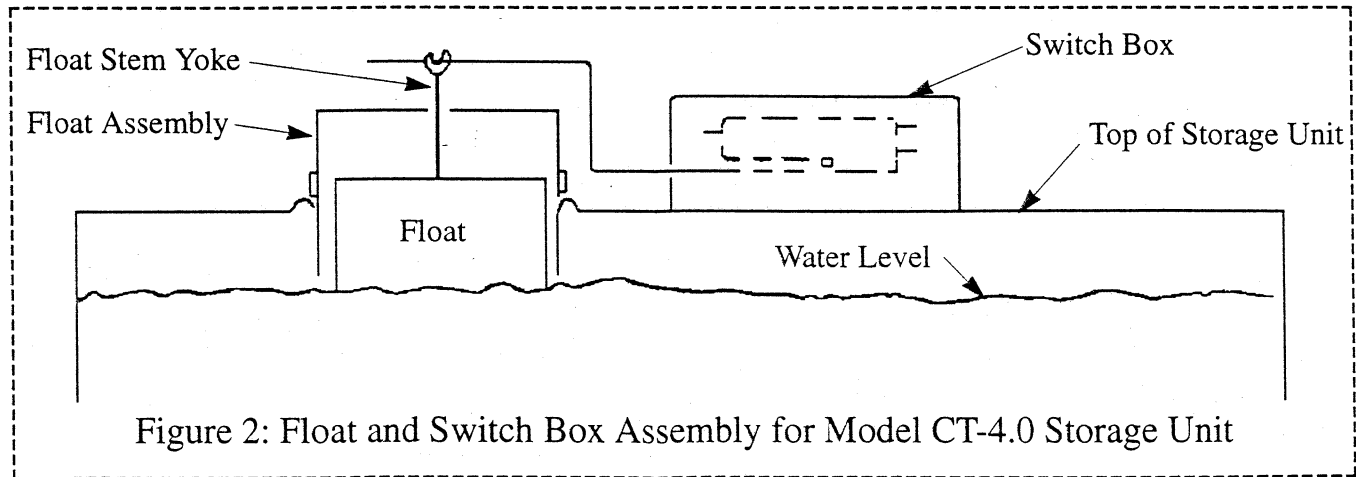 Float Stem Yoke
Switch Box
Float Assembly
Top of Storage Unit
Float
Water Level
Figure 2: Float and Switch Box Assembly for Model CT-4.0 Storage Unit